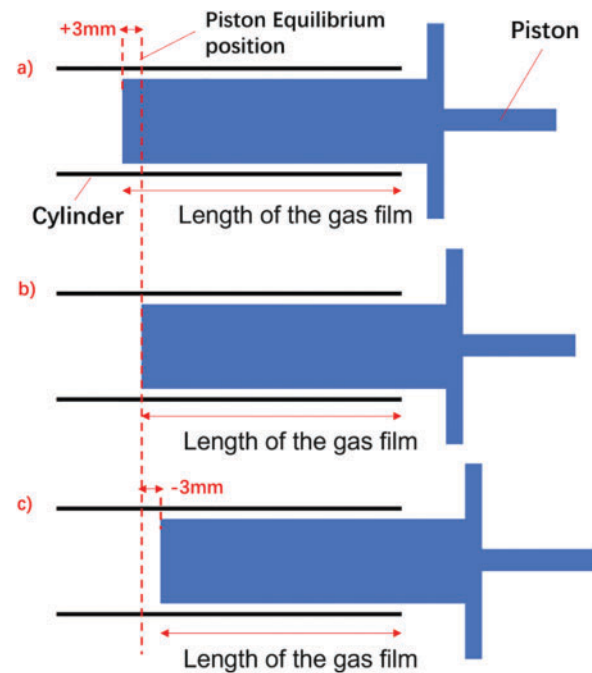 +3mm
Piston Equilibrium
position
Piston
a)
Cylinder
Length of the gas film
b)
Length of the gas film
-3mm
c)
Length of the gas film